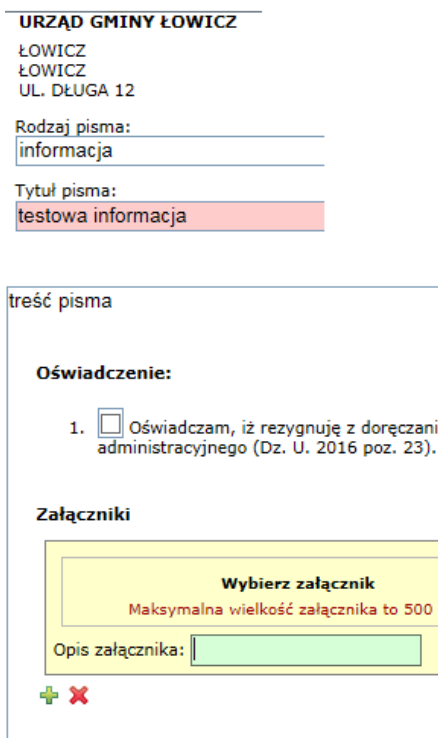 URZĄD GMINY ŁOWICZ
ŁOWICZ
ŁOWICZ
UL. DŁUGA 12
Rodzaj pisma:
informacja
Tytuł pisma:
testowa informacja
treść pisma
Oświadczenie:
1. Oświadczam, iż rezygnuję z doręczani
administracyjnego (Dz. U. 2016 poz. 23).
Załączniki
Wybierz załącznik
Maksymalna wielkość załącznika to 500
Opis załącznika: